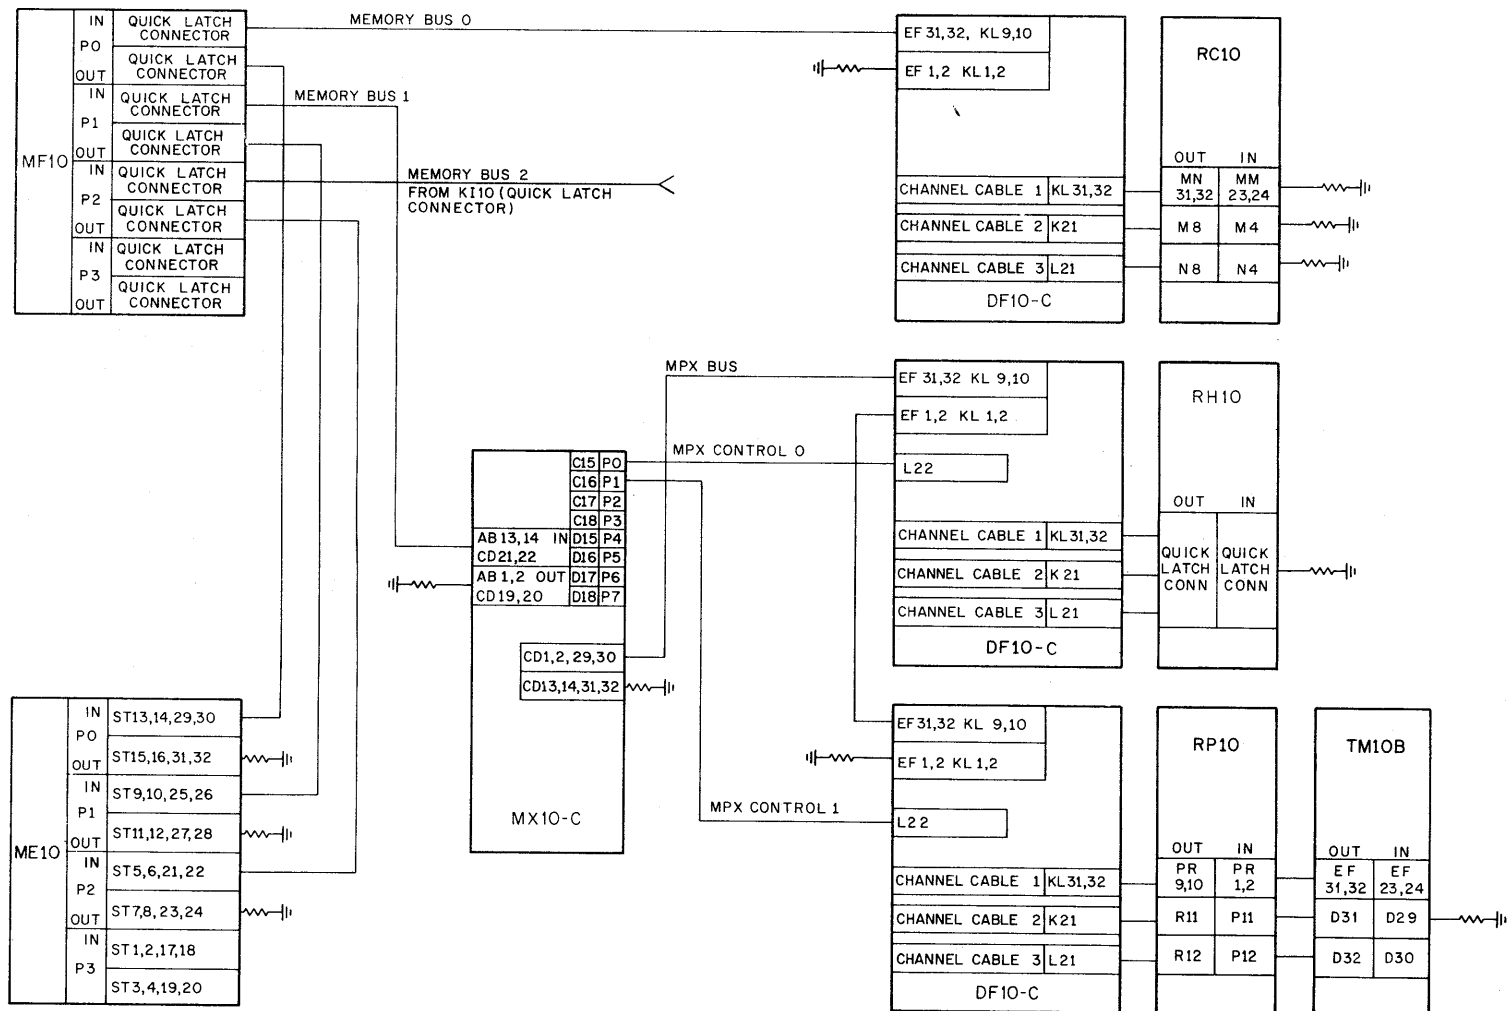 MF10
IN
P0
OUT
QUICK LATCH
CONNECTOR
QUICK LATCH
CONNECTOR
IN
P1
OUT
QUICK LATCH
CONNECTOR
QUICK LATCH
CONNECTOR
IN
P2
OUT
QUICK LATCH
CONNECTOR
QUICK LATCH
CONNECTOR
IN
P3
OUT
QUICK LATCH
CONNECTOR
QUICK LATCH
CONNECTOR
MEMORY BUS 0
MEMORY BUS 1
MEMORY BUS 2
FROM KI10 (QUICK LATCH
CONNECTOR)
EF 31,32, KL 9,10
EF 1,2 KL 1,2
CHANNEL CABLE 1 KL 31,32
CHANNEL CABLE 2 K21
CHANNEL CABLE 3 L21
DF10-C
RC10
OUT IN
MN MM
31,32 23,24
M8 M4
N8 N4
MPX BUS
MPX CONTROL 0
EF 31,32 KL 9,10
EF 1,2 KL 1,2
L22
CHANNEL CABLE 1 KL31,32
CHANNEL CABLE 2 K 21
CHANNEL CABLE 3 L21
DF10-C
RH10
OUT IN
QUICK QUICK
LATCH LATCH
CONN CONN
C15 P0
C16 P1
C17 P2
C18 P3
AB 13,14 IN D15 P4
CD21,22 D16 P5
AB 1,2 OUT D17 P6
CD 19,20 D18 P7
CD1,2,29,30
CD13,14,31,32
MX10-C
MPX CONTROL 1
ME10
IN
P0
OUT
ST13,14,29,30
ST15,16,31,32
IN
P1
OUT
ST9,10,25,26
ST11,12,27,28
IN
P2
OUT
ST5,6,21,22
ST7,8,23,24
IN
P3
ST1,2,17,18
ST3,4,19,20
EF31,32 KL 9,10
EF 1,2 KL 1,2
L22
CHANNEL CABLE 1 KL31,32
CHANNEL CABLE 2 K21
CHANNEL CABLE 3 L21
DF10-C
RP10
OUT IN
PR PR
9,10 1,2
R11 P11
R12 P12
TM10B
OUT IN
EF EF
31,32 23,24
D31 D29
D32 D30